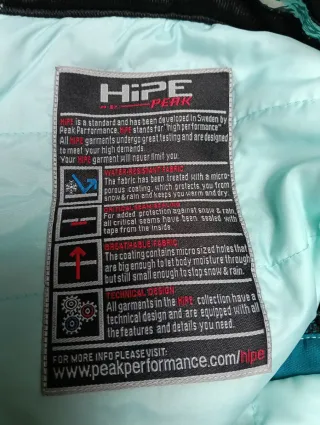 HiPE
PEAK
HiPE is a standard and has been developed in Sweden by
Peak Performance. HiPE stands for "high performance"
All HiPE garments undergo great testing and are designed
to meet your high demands.
Your HiPE garment will never limit you.
WATER-RESISTANT FABRIC
The fabric has been treated with a micro-
porous coating, which protects you from
snow & rain and keeps you warm and dry.
For added protection against snow & rain,
all critical seams have been sealed with
tape from the inside.
BREATHABLE FABRIC
The coating contains micro sized holes that
are big enough to let body moisture through
but still small enough to stop snow & rain.
TECHNICAL DESIGN
All garments in the HiPE collection have a
technical design and are equipped with all
the features and details you need.
FOR MORE INFO PLEASE VISIT:
www.peakperformance.com/hipe